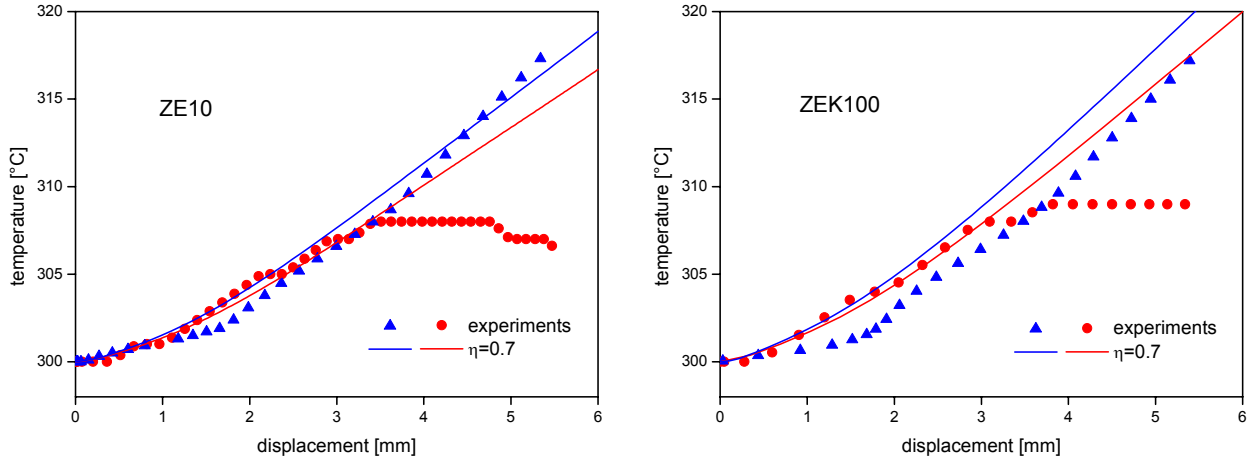 320
315
310
305
300
temperature [°C]
ZE10
experiments
η=0.7
0 1 2 3 4 5 6
displacement [mm]
320
315
310
305
300
temperature [°C]
ZEK100
experiments
η=0.7
0 1 2 3 4 5 6
displacement [mm]